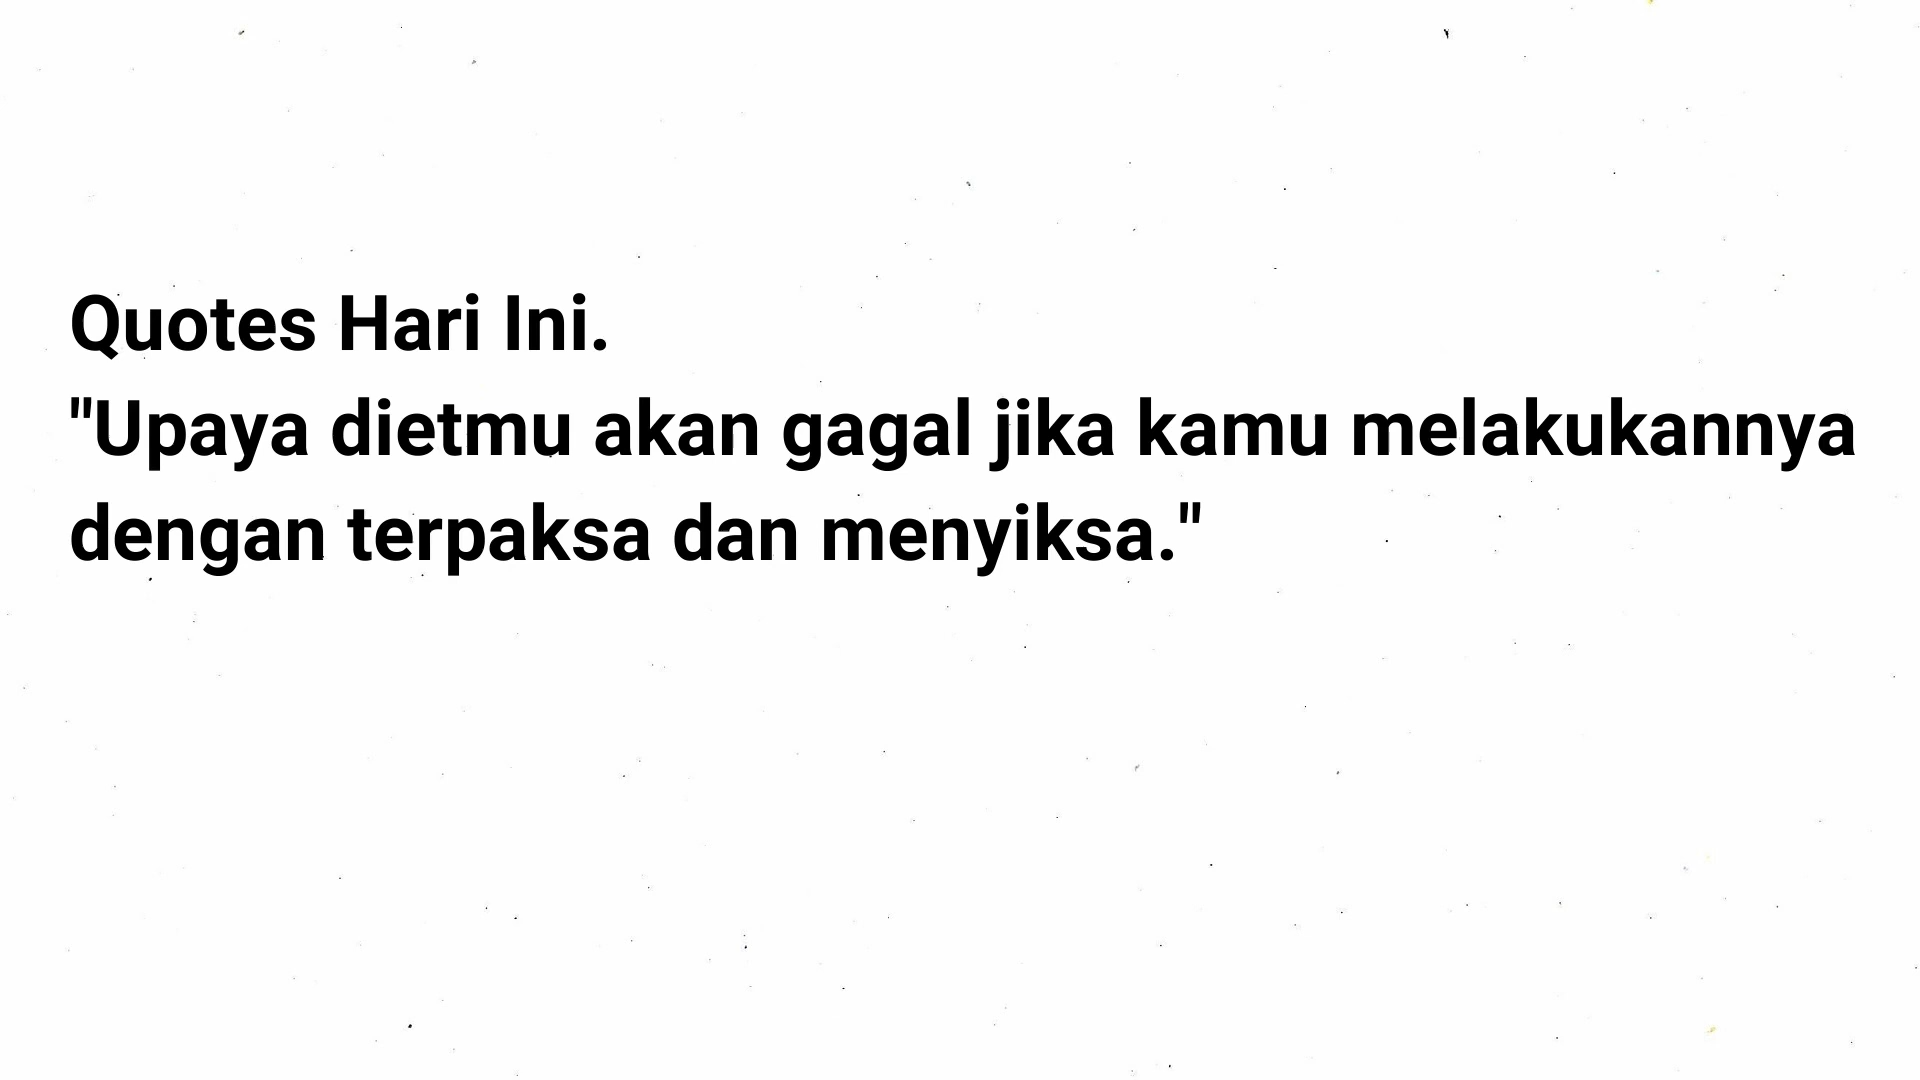 Quotes Hari Ini.
"Upaya dietmu akan gagal jika kamu melakukannya
dengan terpaksa dan menyiksa."